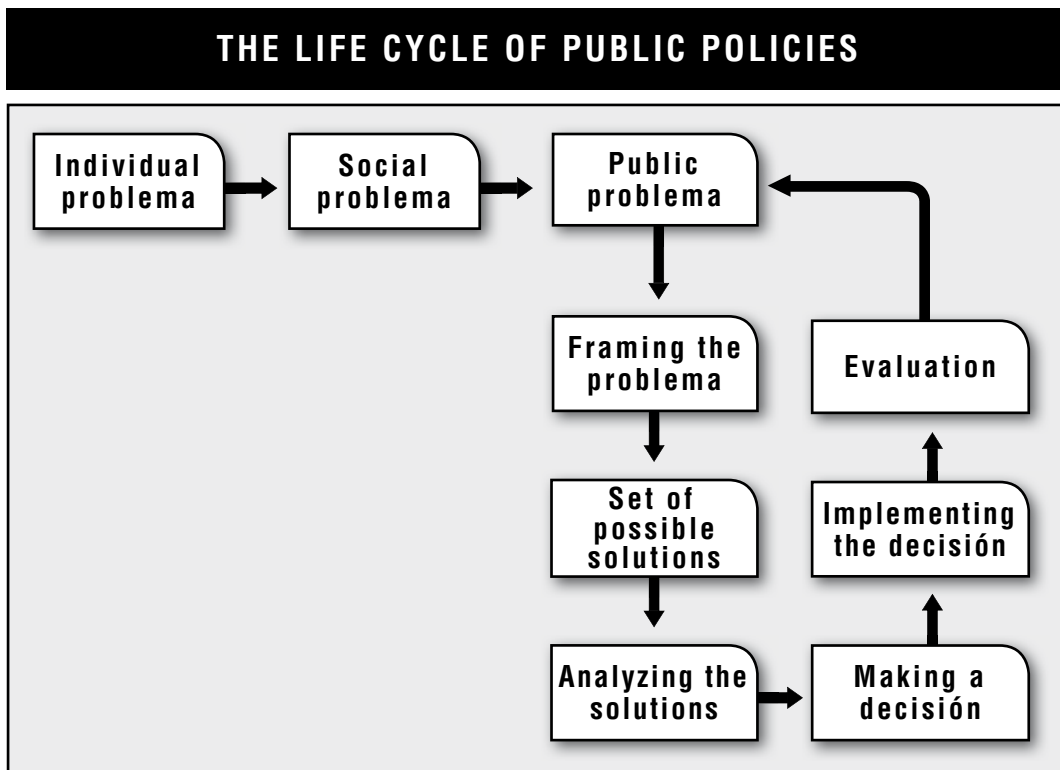 THE LIFE CYCLE OF PUBLIC POLICIES
Individual
problema
Social
problema
Public
problema
Framing the
problema
Set of
possible
solutions
Analyzing the
solutions
Making a
decisión
Implementing
the decisión
Evaluation